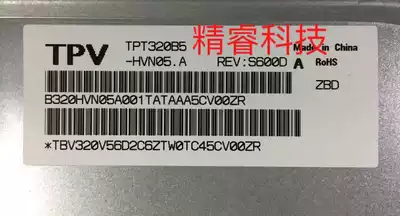 TPV TPT320B5 精睿科技 Made in China
-HVN05.A REV:S600D A RoHS
ZBD
B320HVN05A001TATAAA5CV00ZR
*TBV320V56D2C6ZTW0TC45CV00ZR